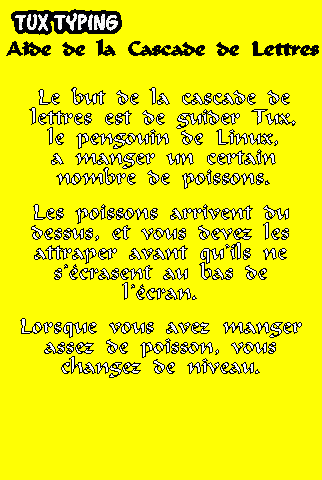 TUX TYPING
Aide de la Cascade de Lettres
Le but de la cascade de
lettres est de guider Tux,
le pengouin de Linux,
a manger un certain
nombre de poissons.
Les poissons arrivent du
dessus, et vous devez les
attraper avant qu'ils ne
s'écrasent au bas de
l'écran.
Lorsque vous avez manger
assez de poisson, vous
changez de niveau.